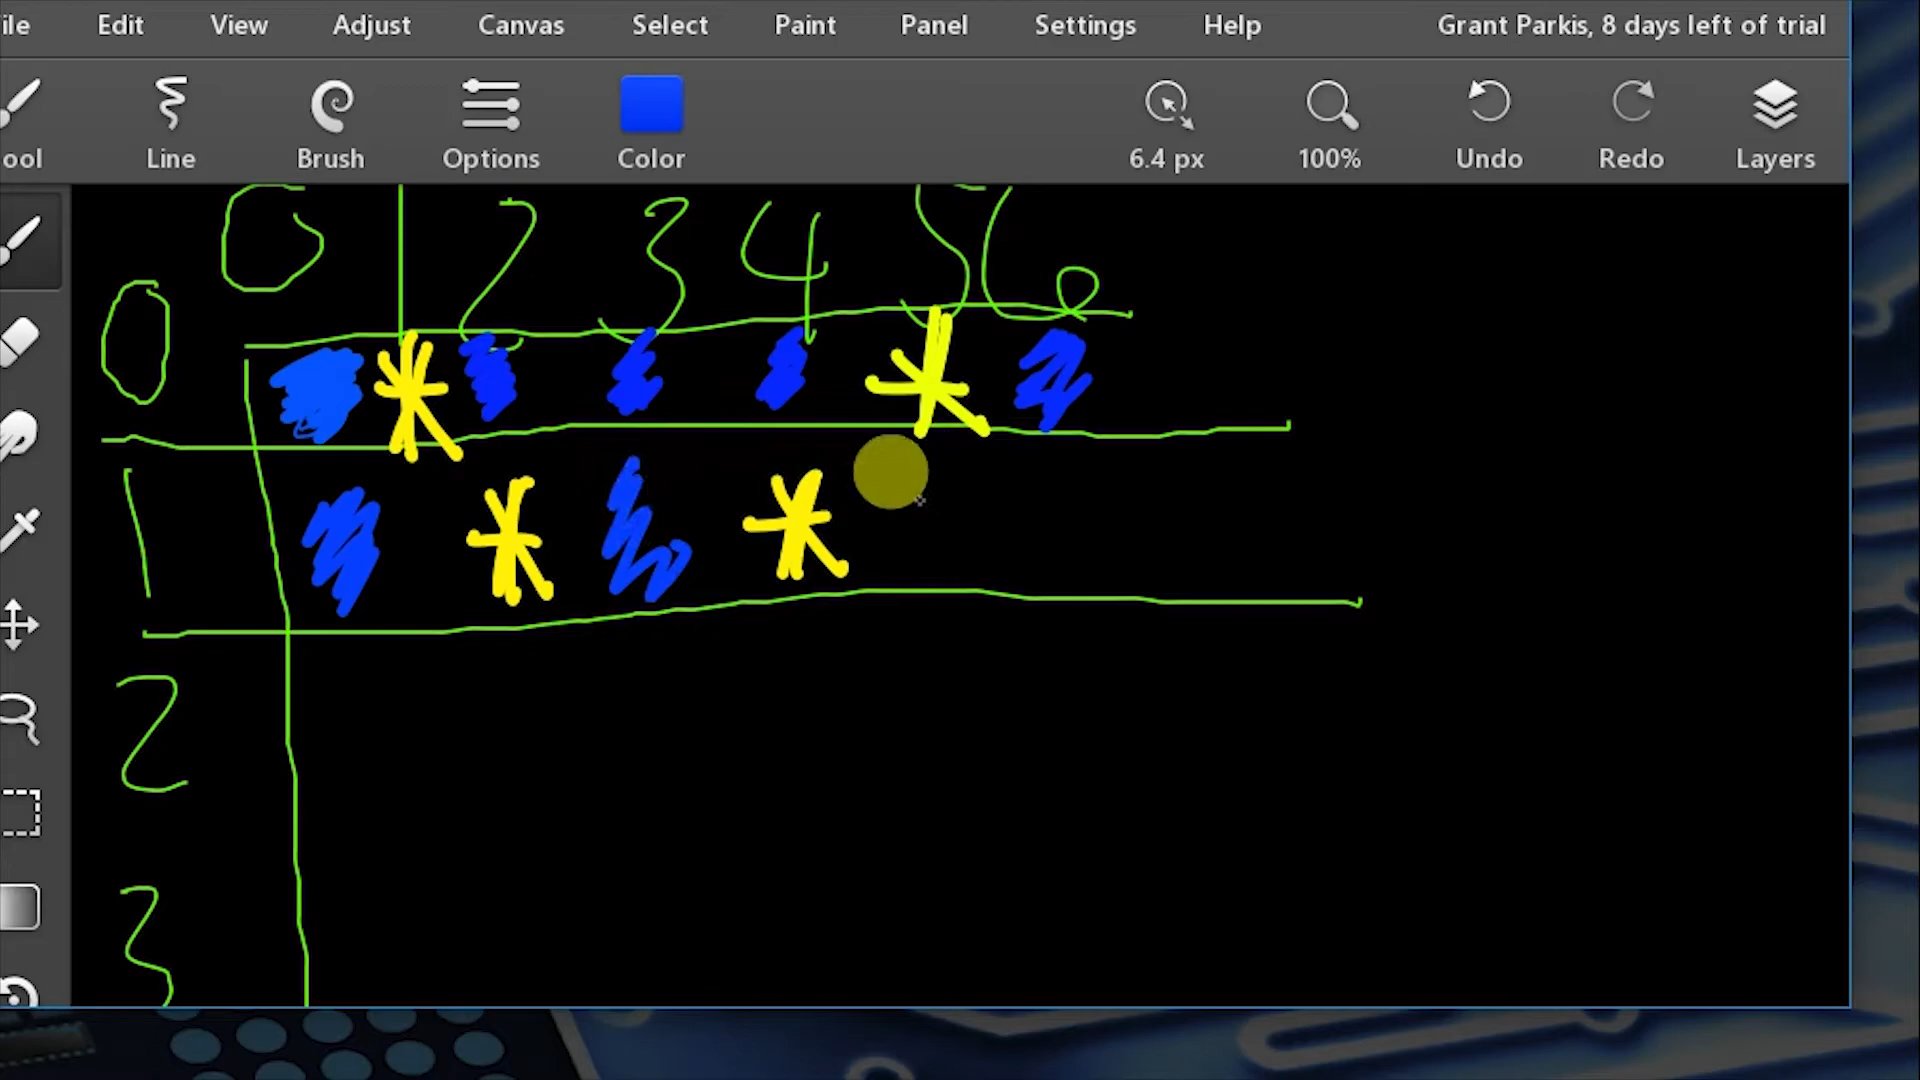 ile Edit View Adjust Canvas Select Paint Panel Settings Help Grant Parkis, 8 days left of trial
ool Line Brush Options Color 6.4 px 100% Undo Redo Layers
0 1 2 3 4 5 6
0 * *
1 * *
2
3